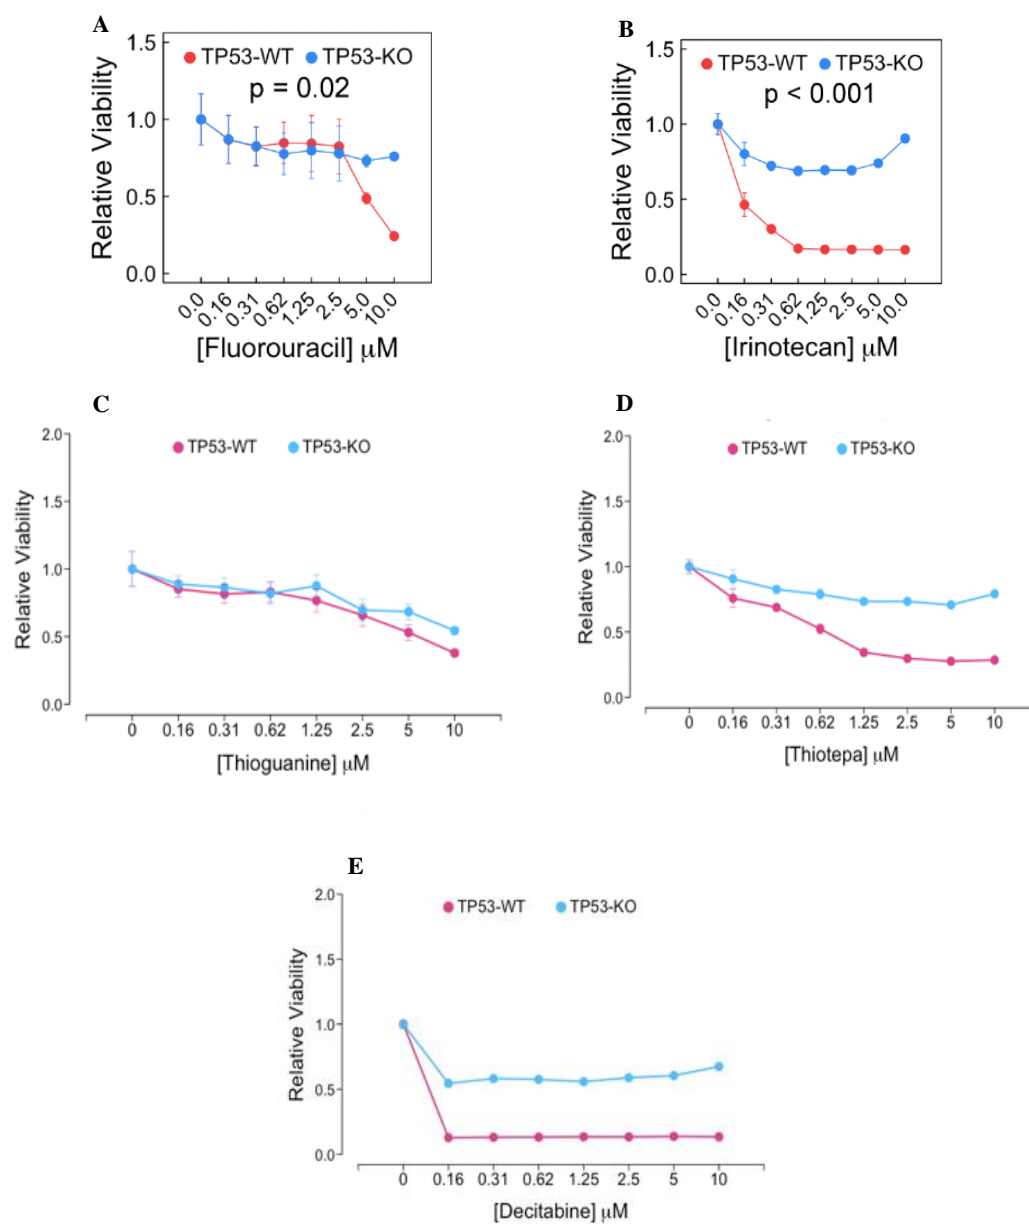 A
1.5
1.0
0.5
0.0
Relative Viability
TP53-WT TP53-KO
p = 0.02
0.0 0.16 0.31 0.62 1.25 2.5 5.0 10.0
[Fluorouracil] μM
B
1.5
1.0
0.5
0.0
Relative Viability
TP53-WT TP53-KO
p < 0.001
0.0 0.16 0.31 0.62 1.25 2.5 5.0 10.0
[Irinotecan] μM
C
2.0
1.5
1.0
0.5
0.0
Relative Viability
TP53-WT TP53-KO
0 0.16 0.31 0.62 1.25 2.5 5 10
[Thioguanine] μM
D
2.0
1.5
1.0
0.5
0.0
Relative Viability
TP53-WT TP53-KO
0 0.16 0.31 0.62 1.25 2.5 5 10
[Thiotepa] μM
E
2.0
1.5
1.0
0.5
0.0
Relative Viability
TP53-WT TP53-KO
0 0.16 0.31 0.62 1.25 2.5 5 10
[Decitabine] μM